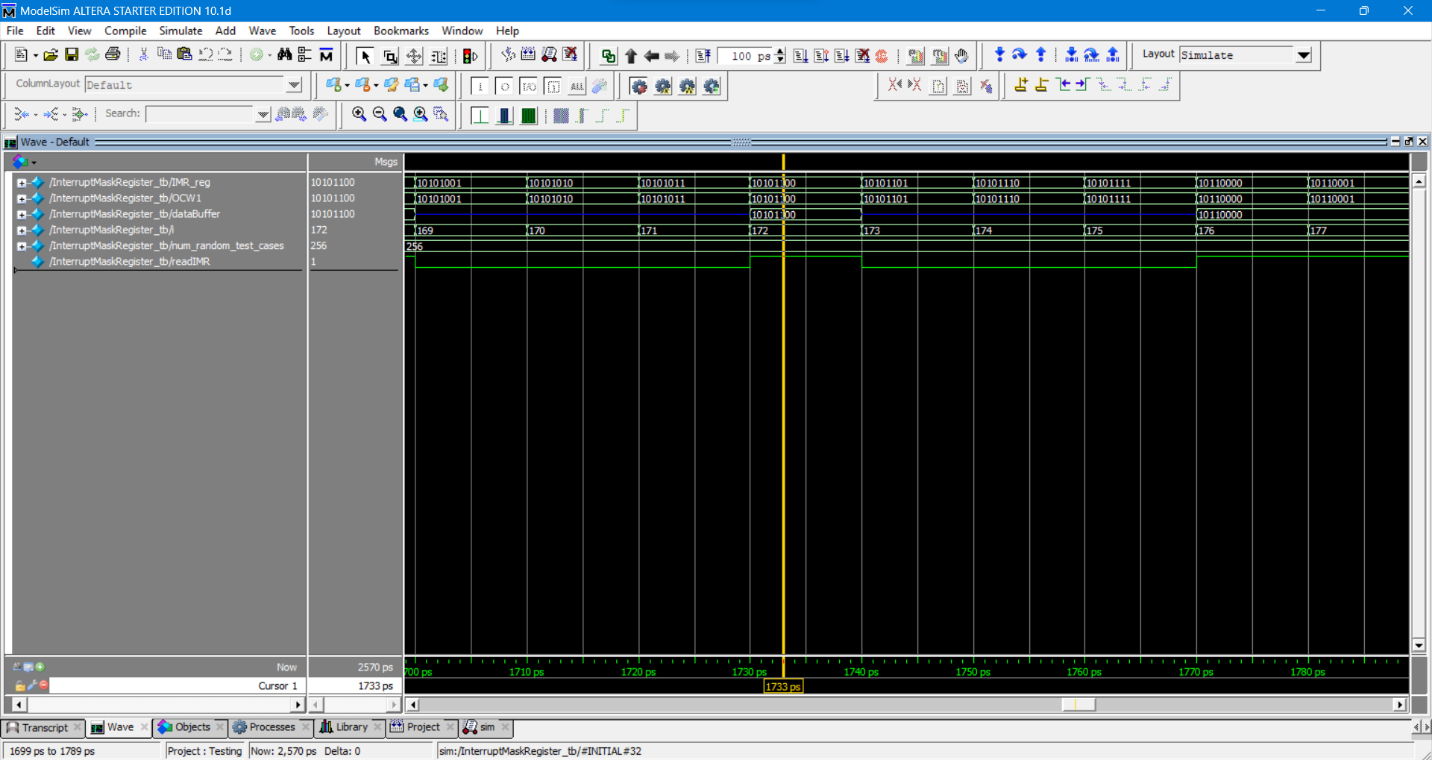 ModelSim ALTERA STARTER EDITION 10.1d
File Edit View Compile Simulate Add Wave Tools Layout Bookmarks Window Help
100 ps Layout Simulate
ColumnLayout Default
Search:
Wave - Default
Msgs
/InterruptMaskRegister_tb/IMR_reg 10101100 10101001 10101010 10101011 10101100 10101101 10101110 10101111 10110000 10110001
/InterruptMaskRegister_tb/OCW1 10101100 10101001 10101010 10101011 10101100 10101101 10101110 10101111 10110000 10110001
/InterruptMaskRegister_tb/dataBuffer 10101100 10101100 10110000
/InterruptMaskRegister_tb/i 172 169 170 171 172 173 174 175 176 177
/InterruptMaskRegister_tb/num_random_test_cases 256 256
/InterruptMaskRegister_tb/readIMR 1
Now 2570 ps 700 ps 1710 ps 1720 ps 1730 ps 1740 ps 1750 ps 1760 ps 1770 ps 1780 ps
Cursor 1 1733 ps 1733 ps
Transcript Wave Objects Processes Library Project sim
1699 ps to 1789 ps Project : Testing Now: 2,570 ps Delta: 0 sim:/InterruptMaskRegister_tb/#INITIAL#32